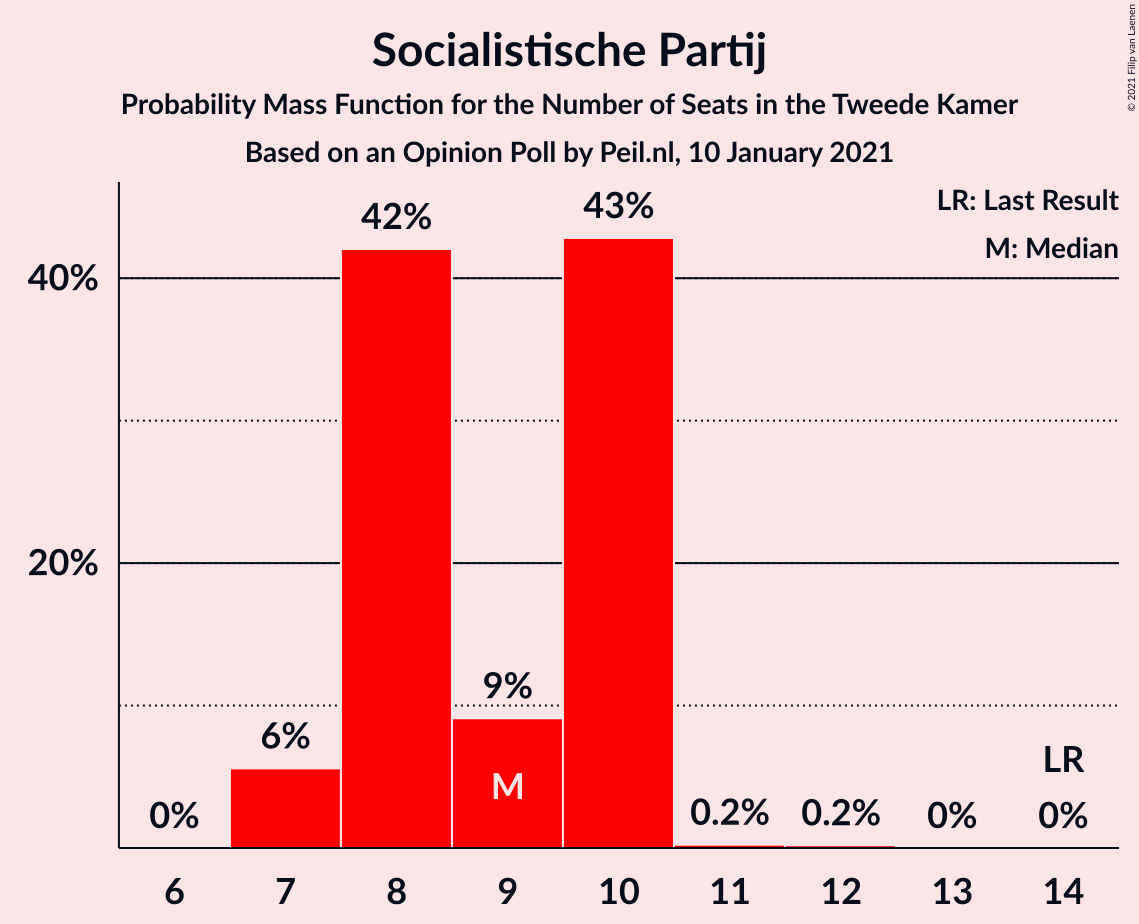 Socialistische Partij
Probability Mass Function for the Number of Seats in the Tweede Kamer
Based on an Opinion Poll by Peil.nl, 10 January 2021
© 2021 Filip van Laenen
LR: Last Result
M: Median
40%
20%
0%
6%
42%
9%
43%
0.2%
0.2%
0%
0%
LR
M
6 7 8 9 10 11 12 13 14